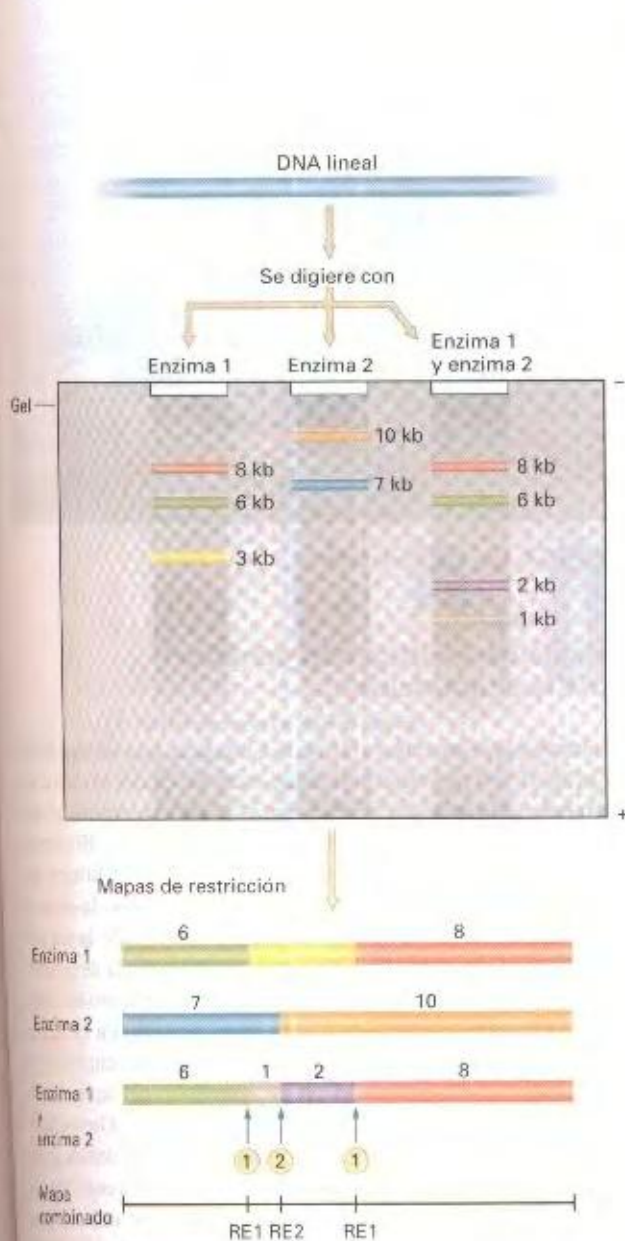 DNA lineal
Se digiere con
Enzima 1
Enzima 2
Enzima 1
y enzima 2
Gel
−
10 kb
8 kb
8 kb
7 kb
6 kb
6 kb
3 kb
2 kb
1 kb
+
Mapas de restricción
6
8
Enzima 1
7
10
Enzima 2
6 1 2 8
Enzima 1
y
enzima 2
1 2 1
Mapa
combinado
RE1 RE2 RE1